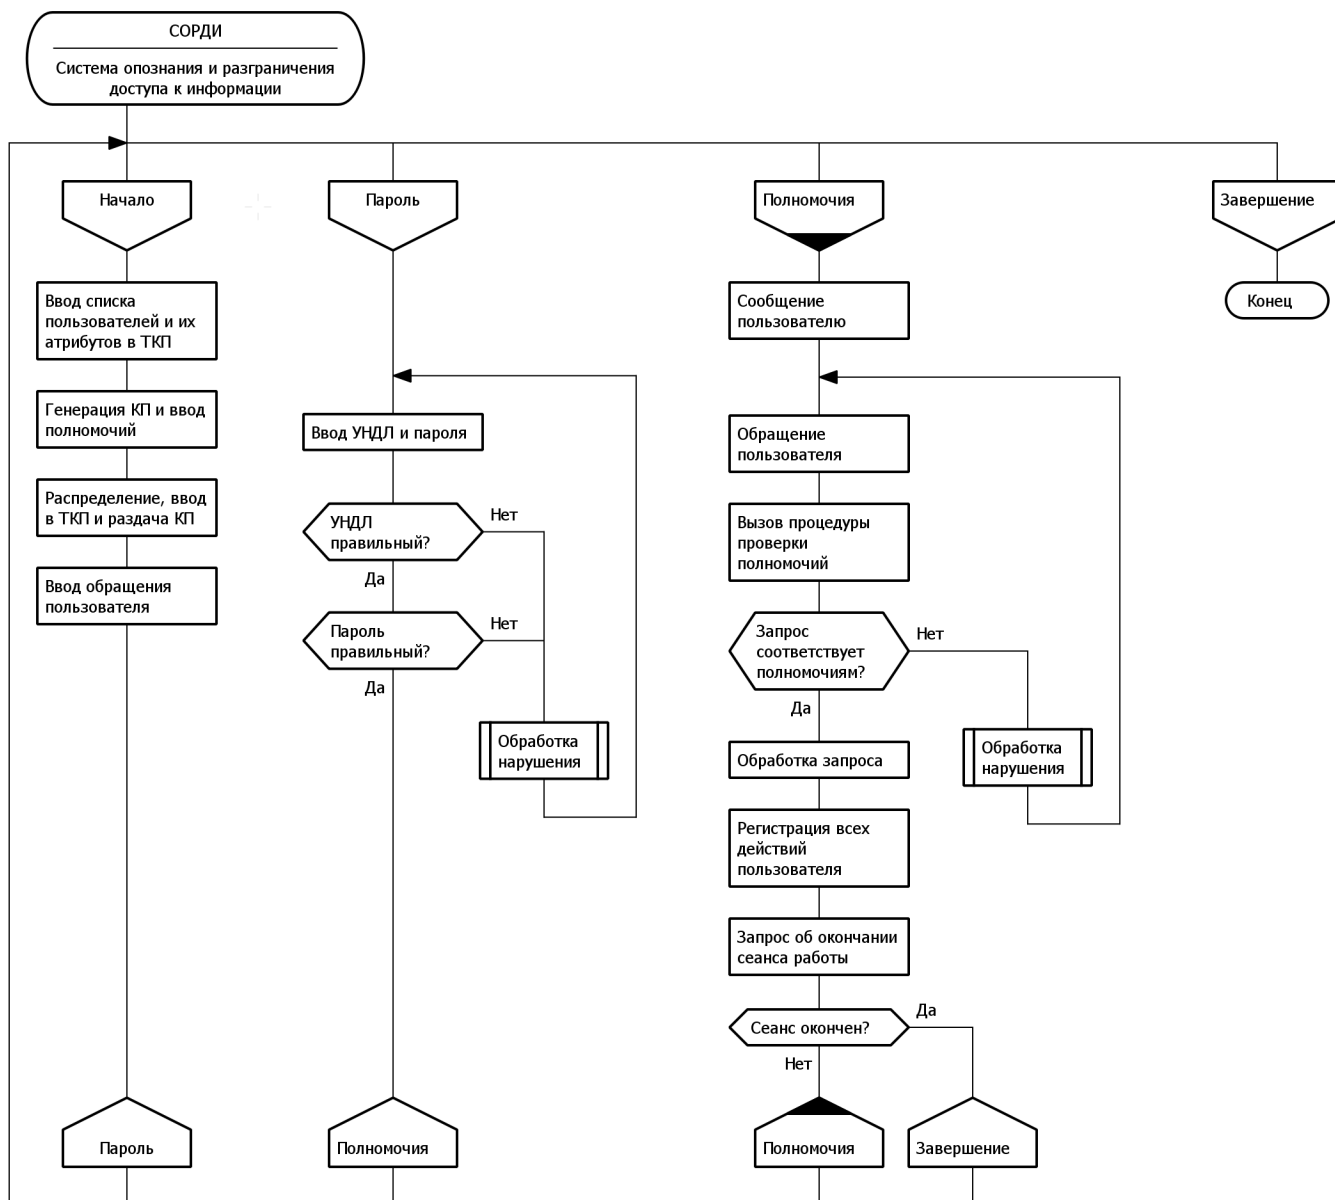 СОРДИ
Система опознания и разграничения
доступа к информации
Начало
Ввод списка
пользователей и их
атрибутов в ТКП
Генерация КП и ввод
полномочий
Распределение, ввод
в ТКП и раздача КП
Ввод обращения
пользователя
Пароль
Пароль
Ввод УНДЛ и пароля
УНДЛ
правильный?
Нет
Да
Пароль
правильный?
Нет
Да
Обработка
нарушения
Полномочия
Полномочия
Сообщение
пользователю
Обращение
пользователя
Вызов процедуры
проверки
полномочий
Запрос
соответствует
полномочиям?
Нет
Да
Обработка
нарушения
Обработка запроса
Регистрация всех
действий
пользователя
Запрос об окончании
сеанса работы
Сеанс окончен?
Да
Нет
Полномочия
Завершение
Завершение
Конец